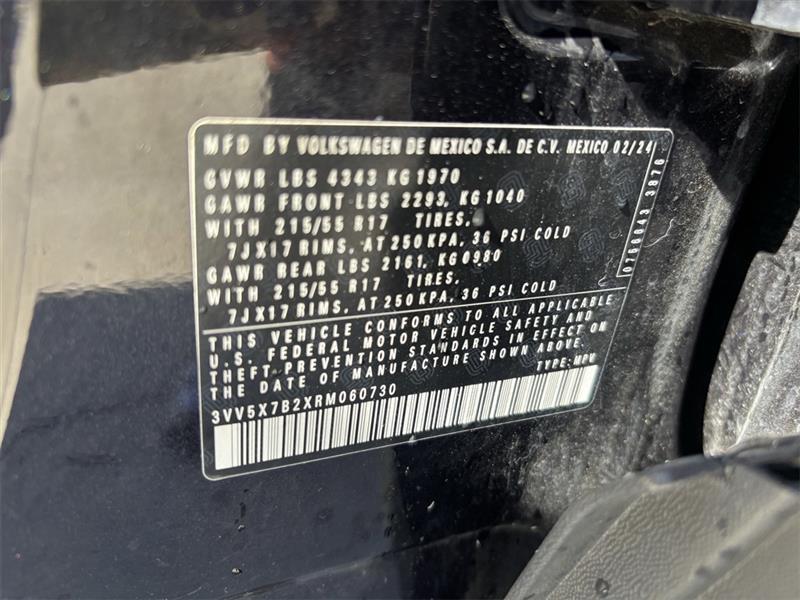 MFD BY VOLKSWAGEN DE MEXICO S.A. DE C.V. MEXICO 02/24
GVWR LBS 4343 KG 1970
GAWR FRONT LBS 2293, KG 1040
WITH 215/55 R17 TIRES,
7JX17 RIMS, AT 250 KPA, 36 PSI COLD
GAWR REAR LBS 2161, KG 0980
WITH 215/55 R17 TIRES,
7JX17 RIMS, AT 250 KPA, 36 PSI COLD
THIS VEHICLE CONFORMS TO ALL APPLICABLE
U.S. FEDERAL MOTOR VEHICLE SAFETY AND
THEFT-PREVENTION STANDARDS IN EFFECT ON
THE DATE OF MANUFACTURE SHOWN ABOVE.
TYPE: MPV
3VV5X7B2XRM060730